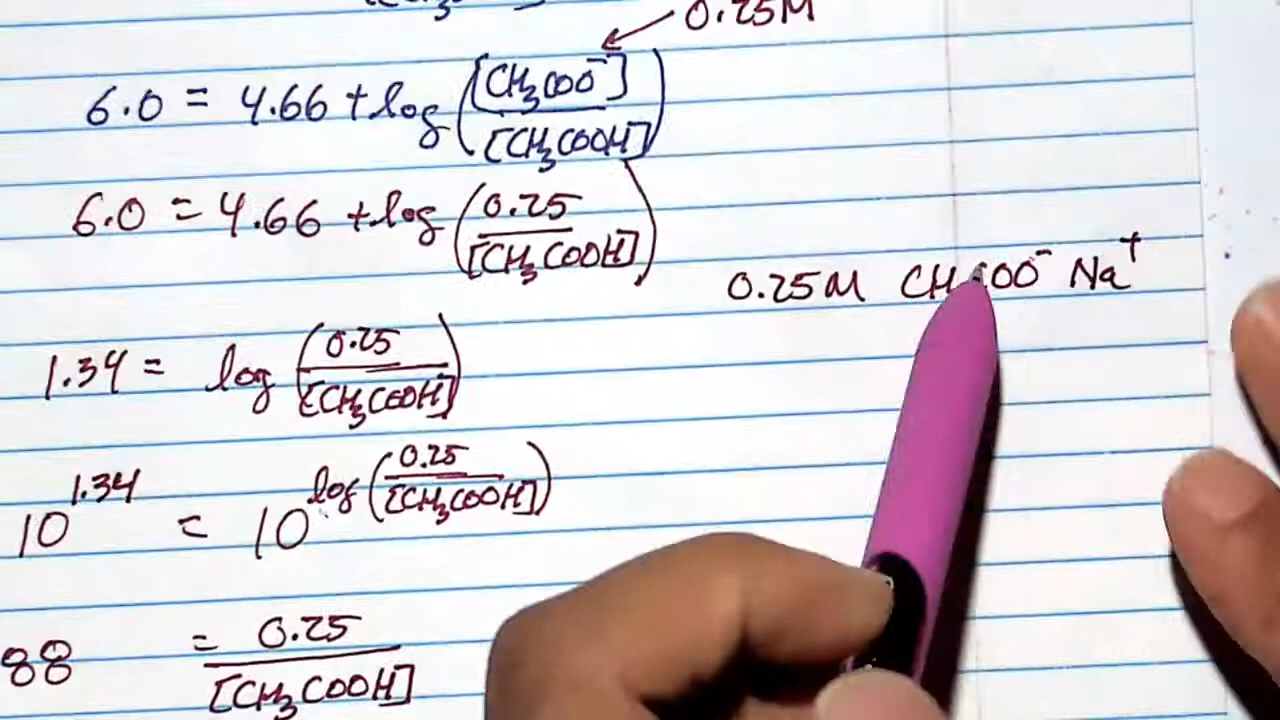 0.25M
6.0 = 4.66 + log ([CH₃COO⁻] / [CH₃COOH])
6.0 = 4.66 + log (0.25 / [CH₃COOH])
0.25M CH COO⁻ Na⁺
1.34 = log (0.25 / [CH₃COOH])
10^1.34 = 10^log (0.25 / [CH₃COOH])
88 = 0.25 / [CH₃COOH]